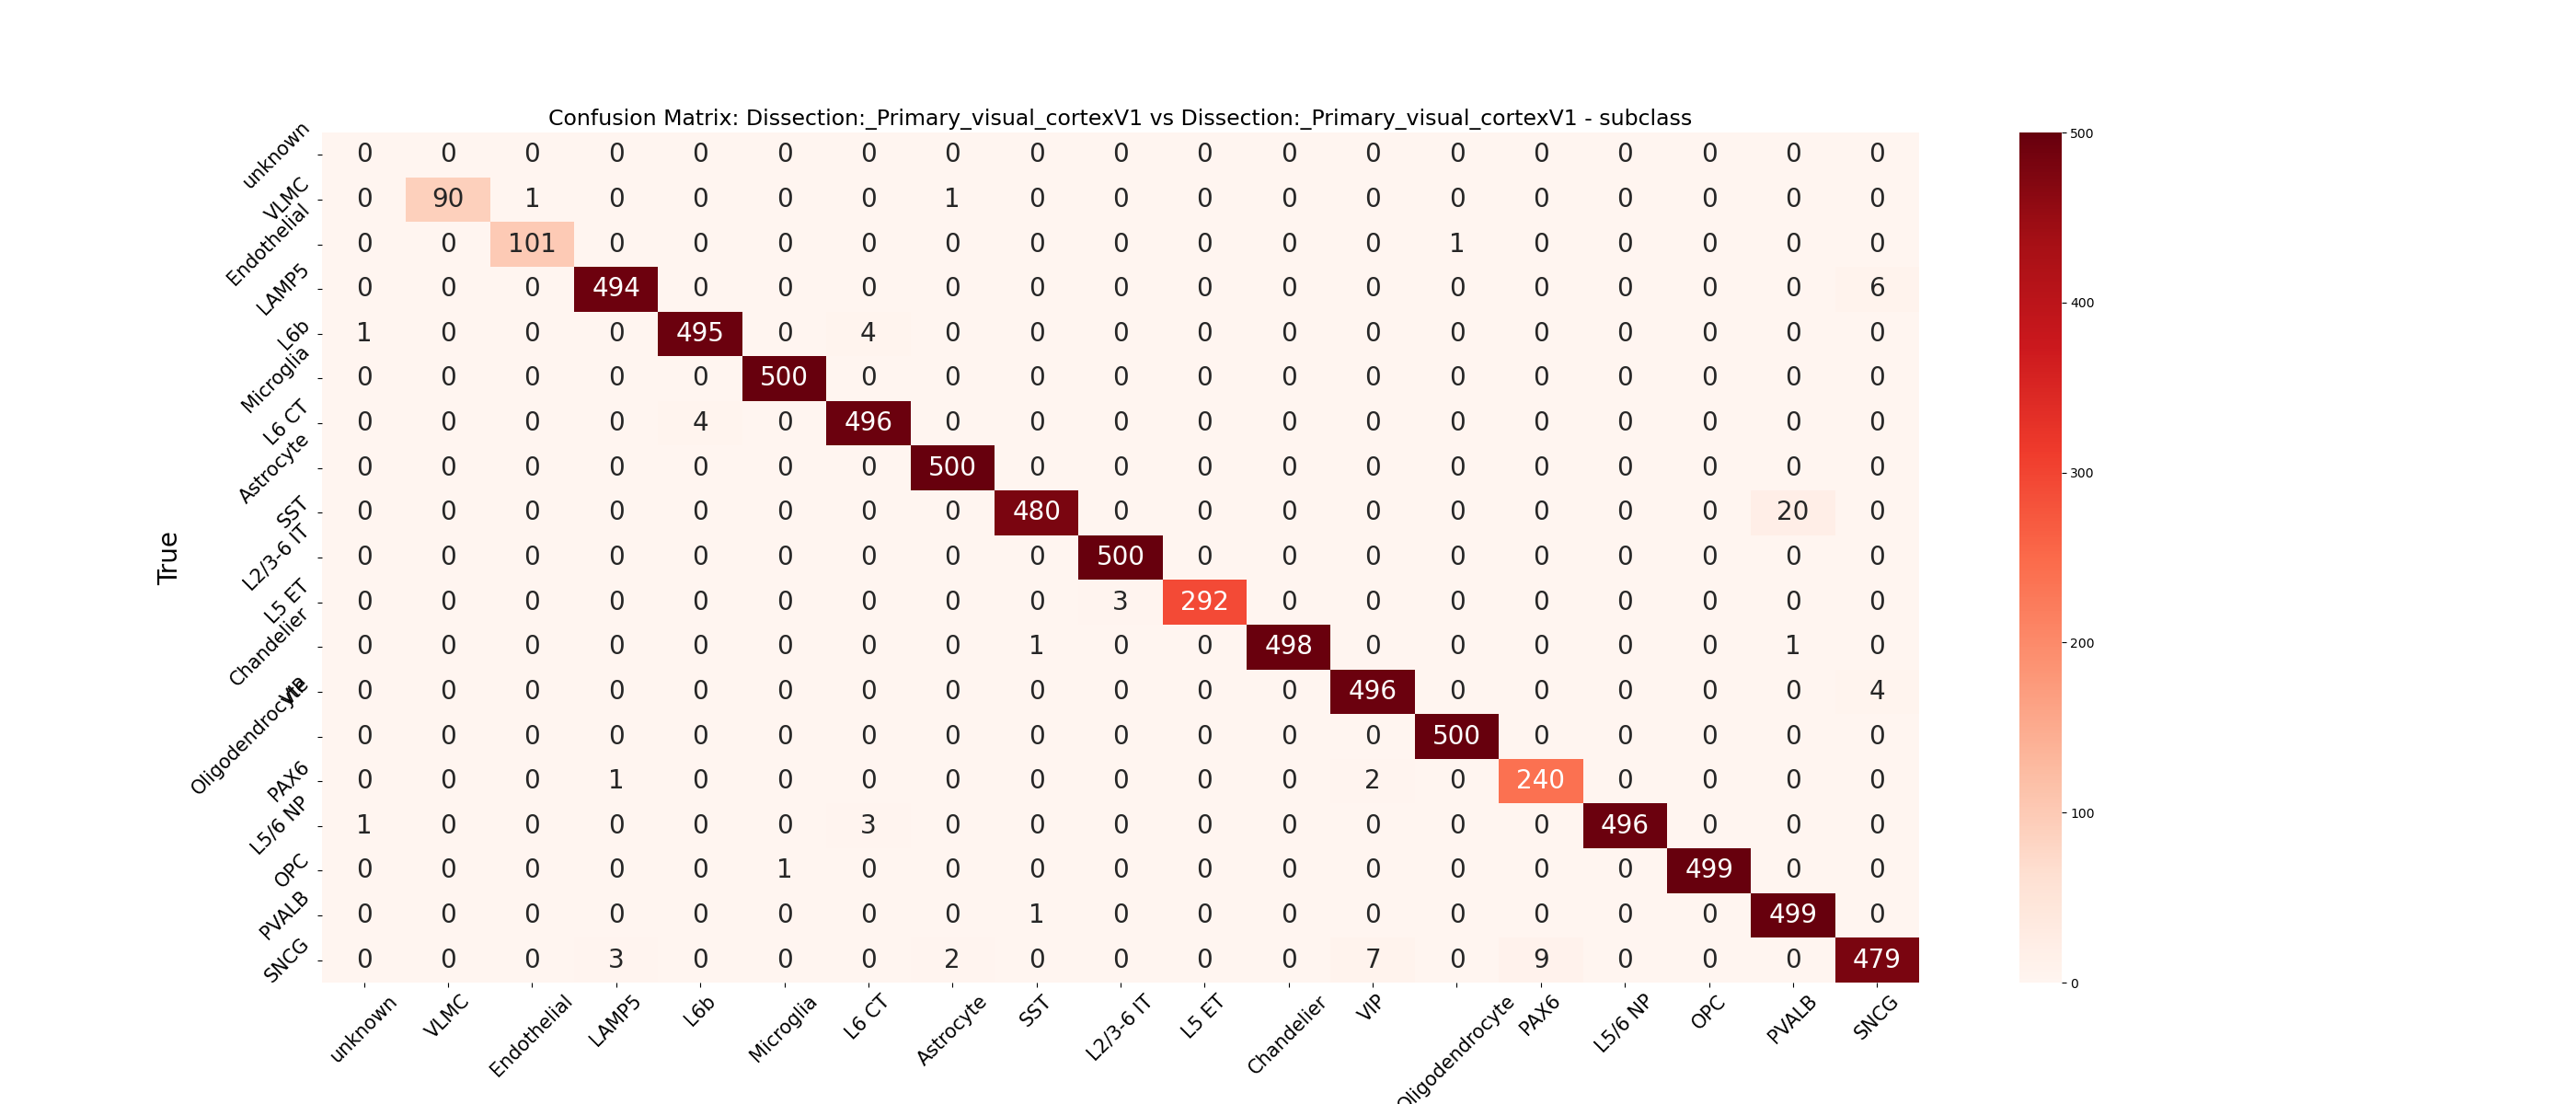 Confusion Matrix: Dissection:_Primary_visual_cortexV1 vs Dissection:_Primary_visual_cortexV1 - subclass
True
unknown 0 0 0 0 0 0 0 0 0 0 0 0 0 0 0 0 0 0 0
VLMC 0 90 1 0 0 0 0 1 0 0 0 0 0 0 0 0 0 0 0
Endothelial 0 0 101 0 0 0 0 0 0 0 0 0 0 1 0 0 0 0 0
LAMP5 0 0 0 494 0 0 0 0 0 0 0 0 0 0 0 0 0 0 6
L6b 1 0 0 0 495 0 4 0 0 0 0 0 0 0 0 0 0 0 0
Microglia 0 0 0 0 0 500 0 0 0 0 0 0 0 0 0 0 0 0 0
L6 CT 0 0 0 0 4 0 496 0 0 0 0 0 0 0 0 0 0 0 0
Astrocyte 0 0 0 0 0 0 0 500 0 0 0 0 0 0 0 0 0 0 0
SST 0 0 0 0 0 0 0 0 480 0 0 0 0 0 0 0 0 20 0
L2/3-6 IT 0 0 0 0 0 0 0 0 0 500 0 0 0 0 0 0 0 0 0
L5 ET 0 0 0 0 0 0 0 0 0 3 292 0 0 0 0 0 0 0 0
Chandelier 0 0 0 0 0 0 0 0 1 0 0 498 0 0 0 0 0 1 0
VIP 0 0 0 0 0 0 0 0 0 0 0 0 496 0 0 0 0 0 4
Oligodendrocyte 0 0 0 0 0 0 0 0 0 0 0 0 0 500 0 0 0 0 0
PAX6 0 0 0 1 0 0 0 0 0 0 0 0 2 0 240 0 0 0 0
L5/6 NP 1 0 0 0 0 0 3 0 0 0 0 0 0 0 0 496 0 0 0
OPC 0 0 0 0 0 1 0 0 0 0 0 0 0 0 0 0 499 0 0
PVALB 0 0 0 0 0 0 0 0 1 0 0 0 0 0 0 0 0 499 0
SNCG 0 0 0 3 0 0 0 2 0 0 0 0 7 0 9 0 0 0 479
unknown VLMC Endothelial LAMP5 L6b Microglia L6 CT Astrocyte SST L2/3-6 IT L5 ET Chandelier VIP Oligodendrocyte PAX6 L5/6 NP OPC PVALB SNCG
500
400
300
200
100
0